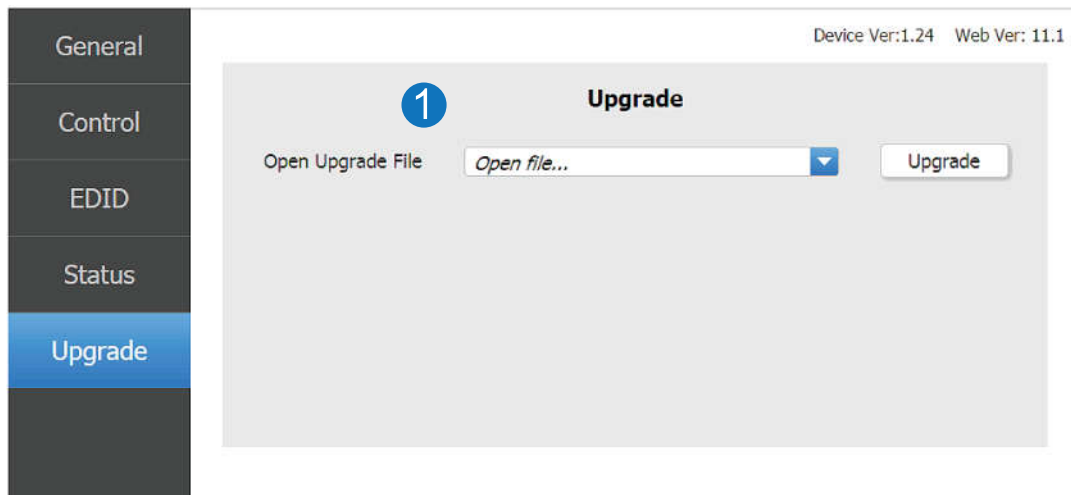 Device Ver:1.24 Web Ver: 11.1
General
Control
EDID
Status
Upgrade
1
Upgrade
Open Upgrade File Open file... Upgrade